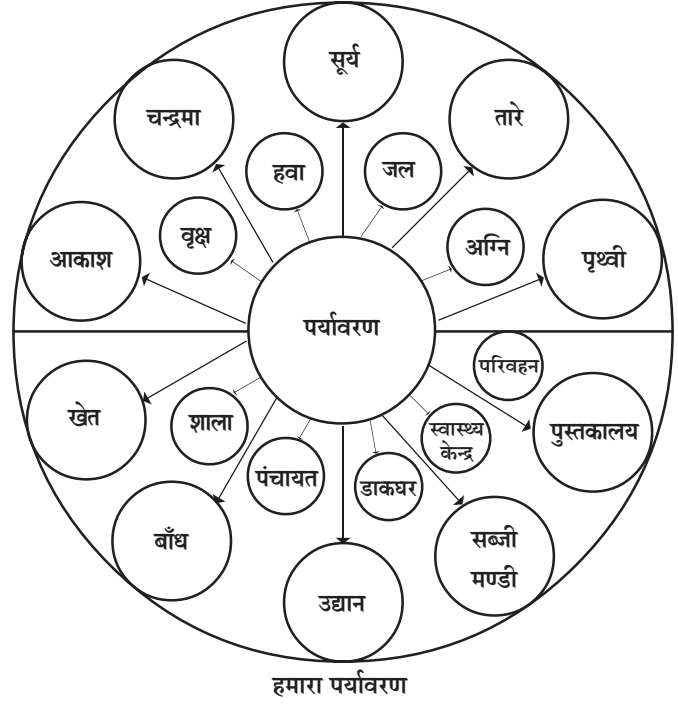 सूर्य
चन्द्रमा
तारे
हवा
जल
वृक्ष
अग्नि
आकाश
पृथ्वी
पर्यावरण
परिवहन
खेत
शाला
स्वास्थ्य
केन्द्र
पुस्तकालय
पंचायत
डाकघर
बाँध
सब्जी
मण्डी
उद्यान
हमारा पर्यावरण